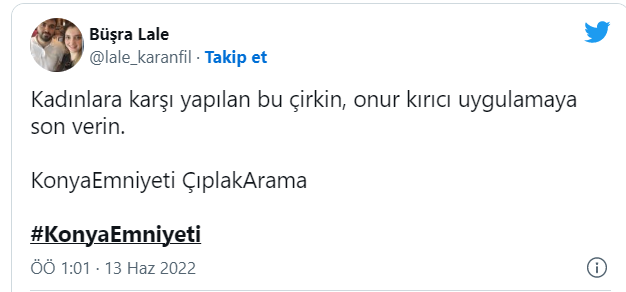 Büşra Lale
@lale_karanfil · Takip et
Kadınlara karşı yapılan bu çirkin, onur kırıcı uygulamaya
son verin.
KonyaEmniyeti ÇıplakArama
#KonyaEmniyeti
ÖÖ 1:01 · 13 Haz 2022